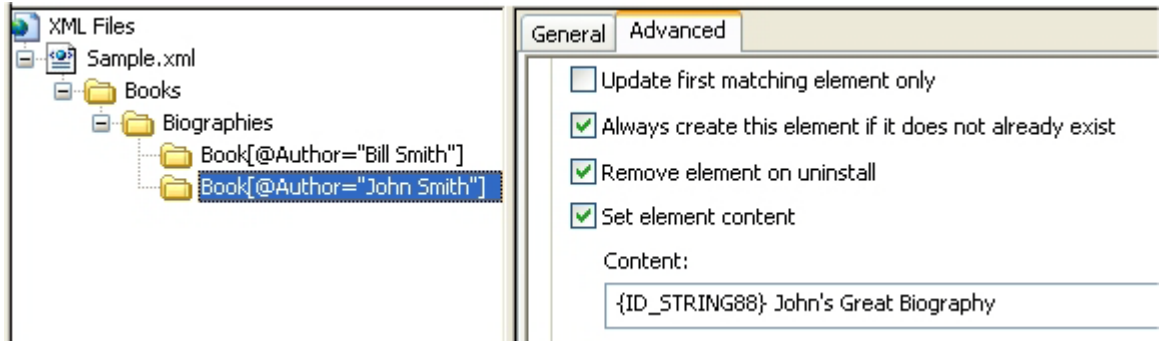 XML Files
Sample.xml
Books
Biographies
Book[@Author="Bill Smith"]
Book[@Author="John Smith"]
General
Advanced
Update first matching element only
Always create this element if it does not already exist
Remove element on uninstall
Set element content
Content:
{ID_STRING88} John's Great Biography